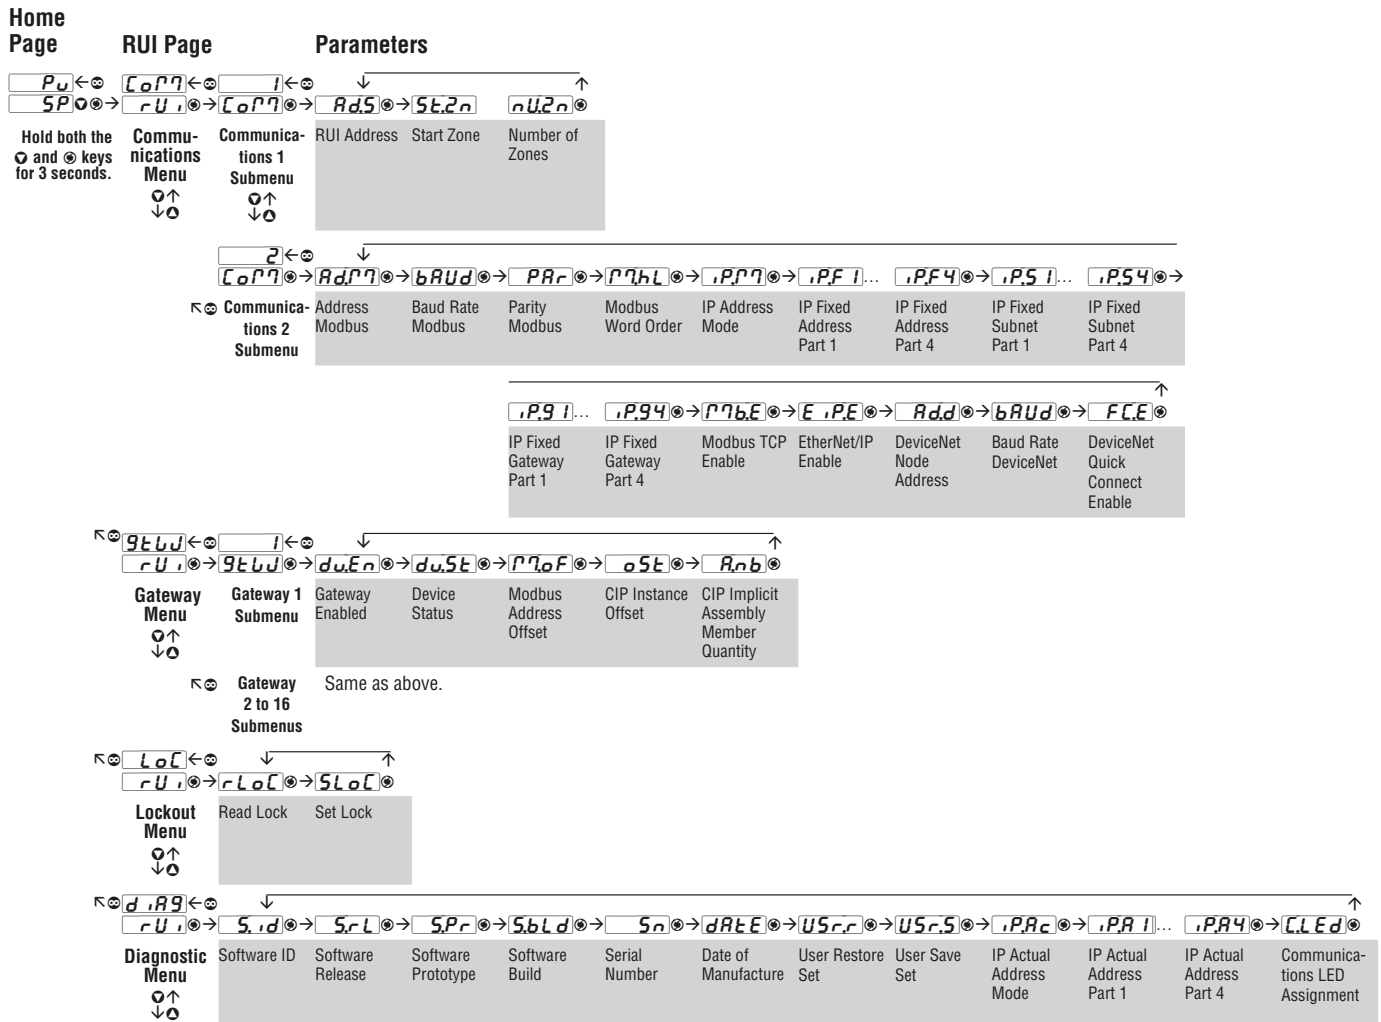 Home
Page RUI Page Parameters
Pv CoM 1
SP rUi CoM Ad.S St.2n nU.2n
Hold both the
and keys
for 3 seconds.
Commu-
nications
Menu
Communica-
tions 1
Submenu
RUI Address Start Zone Number of
Zones
2
CoM Ad.M bAUd PAr M.hL iP.M iP.F1... iP.F4 iP.S1... iP.S4
Communica-
tions 2
Submenu
Address
Modbus
Baud Rate
Modbus
Parity
Modbus
Modbus
Word Order
IP Address
Mode
IP Fixed
Address
Part 1
IP Fixed
Address
Part 4
IP Fixed
Subnet
Part 1
IP Fixed
Subnet
Part 4
iP.g1... iP.g4 Mb.E EiP.E Ad.d bAUd FC.E
IP Fixed
Gateway
Part 1
IP Fixed
Gateway
Part 4
Modbus TCP
Enable
EtherNet/IP
Enable
DeviceNet
Node
Address
Baud Rate
DeviceNet
DeviceNet
Quick
Connect
Enable
gtW 1
rUi gtW dv.En dv.St M.oF oSt A.nb
Gateway
Menu
Gateway 1
Submenu
Gateway
Enabled
Device
Status
Modbus
Address
Offset
CIP Instance
Offset
CIP Implicit
Assembly
Member
Quantity
Gateway
2 to 16
Submenus
Same as above.
LoC
rUi rLoC SLoC
Lockout
Menu
Read Lock Set Lock
diAg
rUi S.id S.rL S.Pr S.bLd Sn dAtE USr.r USr.S iP.Ac iP.A1... iP.A4 C.LEd
Diagnostic
Menu
Software ID
Software
Release
Software
Prototype
Software
Build
Serial
Number
Date of
Manufacture
User Restore
Set
User Save
Set
IP Actual
Address
Mode
IP Actual
Address
Part 1
IP Actual
Address
Part 4
Communica-
tions LED
Assignment